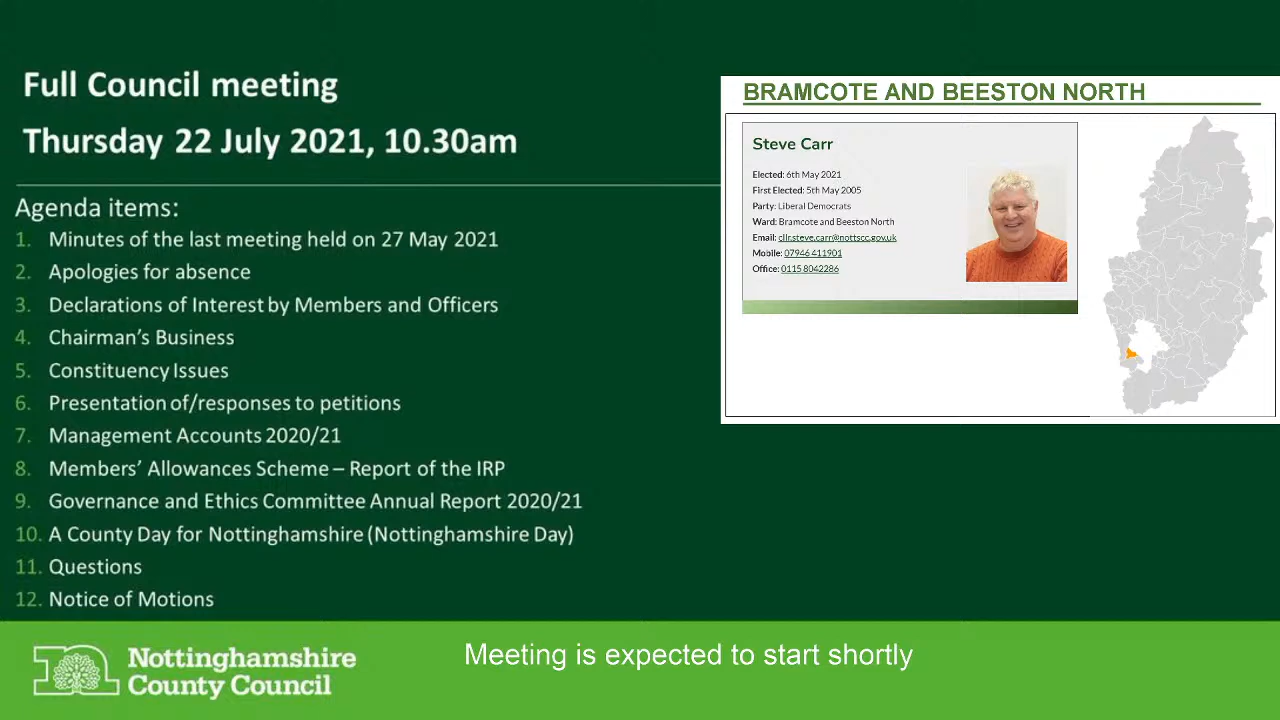 Full Council meeting
Thursday 22 July 2021, 10.30am
Agenda items:
1. Minutes of the last meeting held on 27 May 2021
2. Apologies for absence
3. Declarations of Interest by Members and Officers
4. Chairman's Business
5. Constituency Issues
6. Presentation of/responses to petitions
7. Management Accounts 2020/21
8. Members' Allowances Scheme – Report of the IRP
9. Governance and Ethics Committee Annual Report 2020/21
10. A County Day for Nottinghamshire (Nottinghamshire Day)
11. Questions
12. Notice of Motions
BRAMCOTE AND BEESTON NORTH
Steve Carr
Elected: 6th May 2021
First Elected: 5th May 2005
Party: Liberal Democrats
Ward: Bramcote and Beeston North
Email: cllr.steve.carr@nottscc.gov.uk
Mobile: 07946 411901
Office: 0115 8042286
Nottinghamshire
County Council
Meeting is expected to start shortly